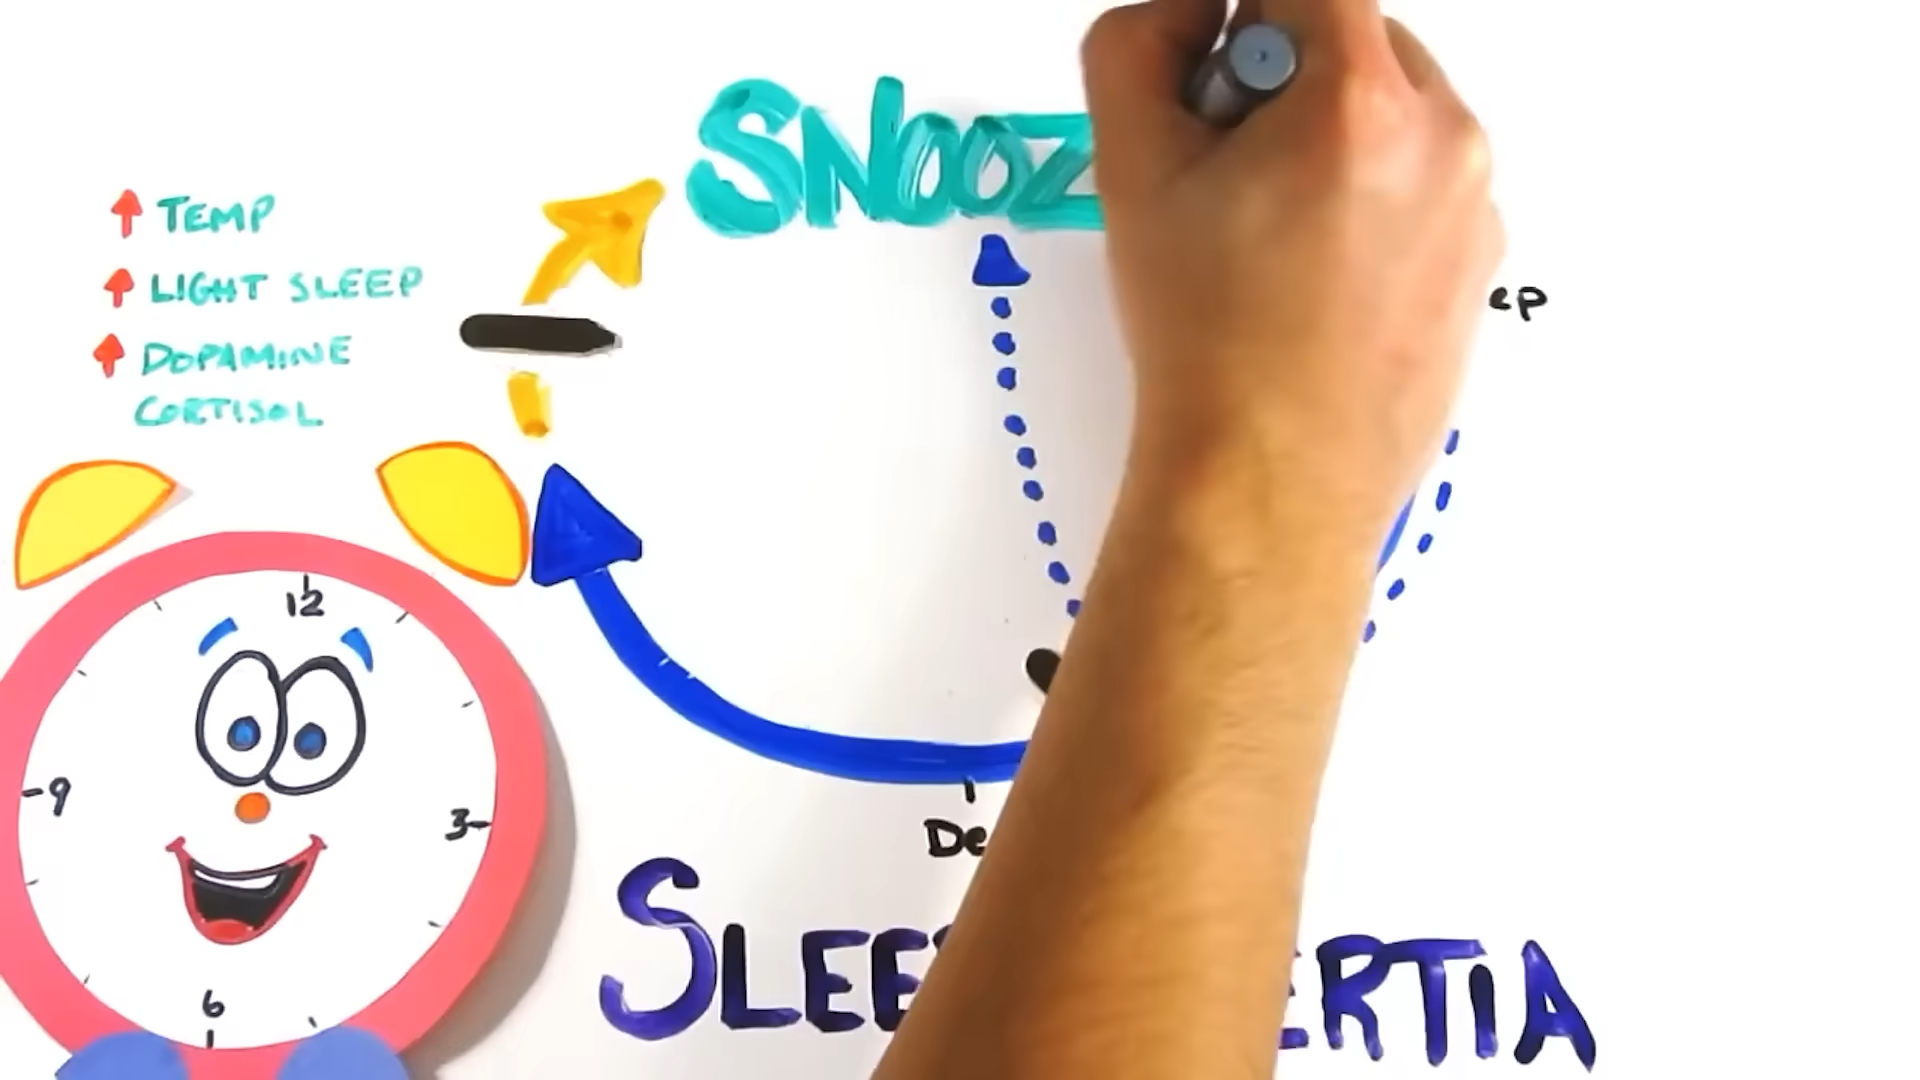 SNOOZ
↑ TEMP
↑ LIGHT SLEEP
↑ DOPAMINE
CORTISOL
ep
12
9
3
6
De
SLEE ERTIA